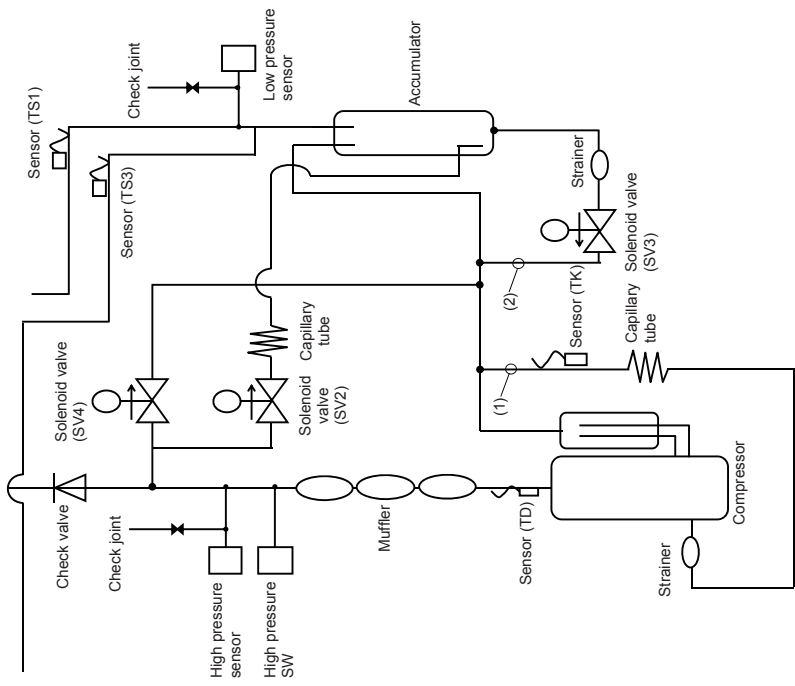 Sensor (TS1)
Check joint
Low pressure
sensor
Sensor (TS3)
Accumulator
Strainer
Solenoid valve
(SV3)
(2)
Sensor (TK)
Capillary
tube
(1)
Capillary
tube
Solenoid valve
(SV4)
Solenoid
valve
(SV2)
Check valve
Check joint
High pressure
sensor
High pressure
SW
Muffler
Sensor (TD)
Compressor
Strainer